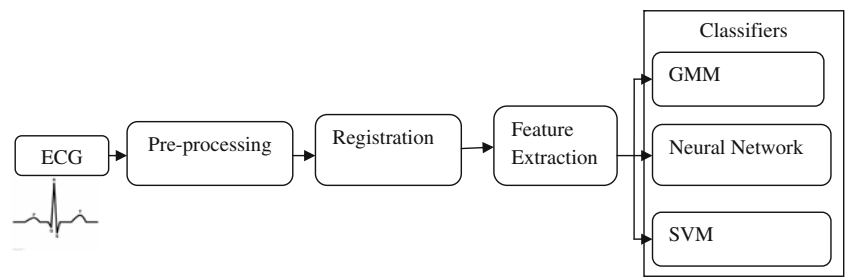 Classifiers
GMM
ECG
Pre-processing
Registration
Feature
Extraction
Neural Network
SVM